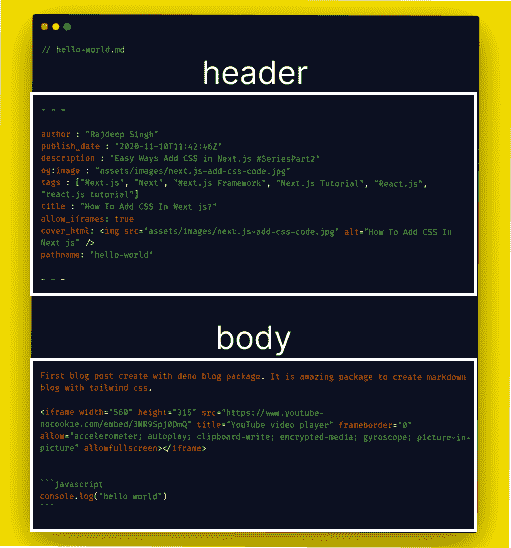 // hello-world.md
header
---
author : "Rajdeep Singh"
publish_date : "2020-11-10T11:42:46Z"
description : "Easy Ways Add CSS in Next.js #SeriesPart2"
og:image : "assets/images/next.js-add-css-code.jpg"
tags : ["Next.js", "Next", "Next.js Framework", "Next.js Tutorial", "React.js",
"react.js tutorial"]
title : "How To Add CSS In Next js?"
allow_iframes: true
cover_html: <img src="assets/images/next.js-add-css-code.jpg" alt="How To Add CSS In
Next js" />
pathname: "hello-world"
---
body
First blog post create with deno blog package. It is amazing package to create markdown
blog with tailwind css.
<iframe width="560" height="315" src="https://www.youtube-
title="YouTube video player" frameborder="0"
allow="accelerometer; autoplay; clipboard-write; encrypted-media; gyroscope; picture-in-
picture" allowfullscreen></iframe>
```javascript
console.log("hello world")
```